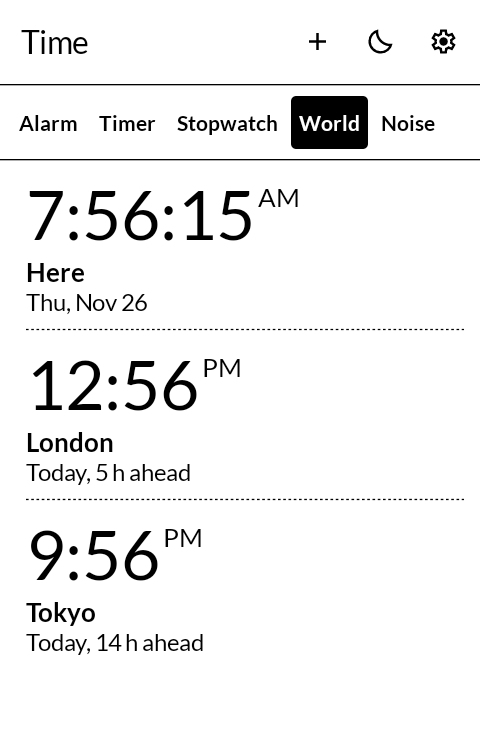 Time
Alarm Timer Stopwatch World Noise
7:56:15 AM
Here
Thu, Nov 26
12:56 PM
London
Today, 5 h ahead
9:56 PM
Tokyo
Today, 14 h ahead